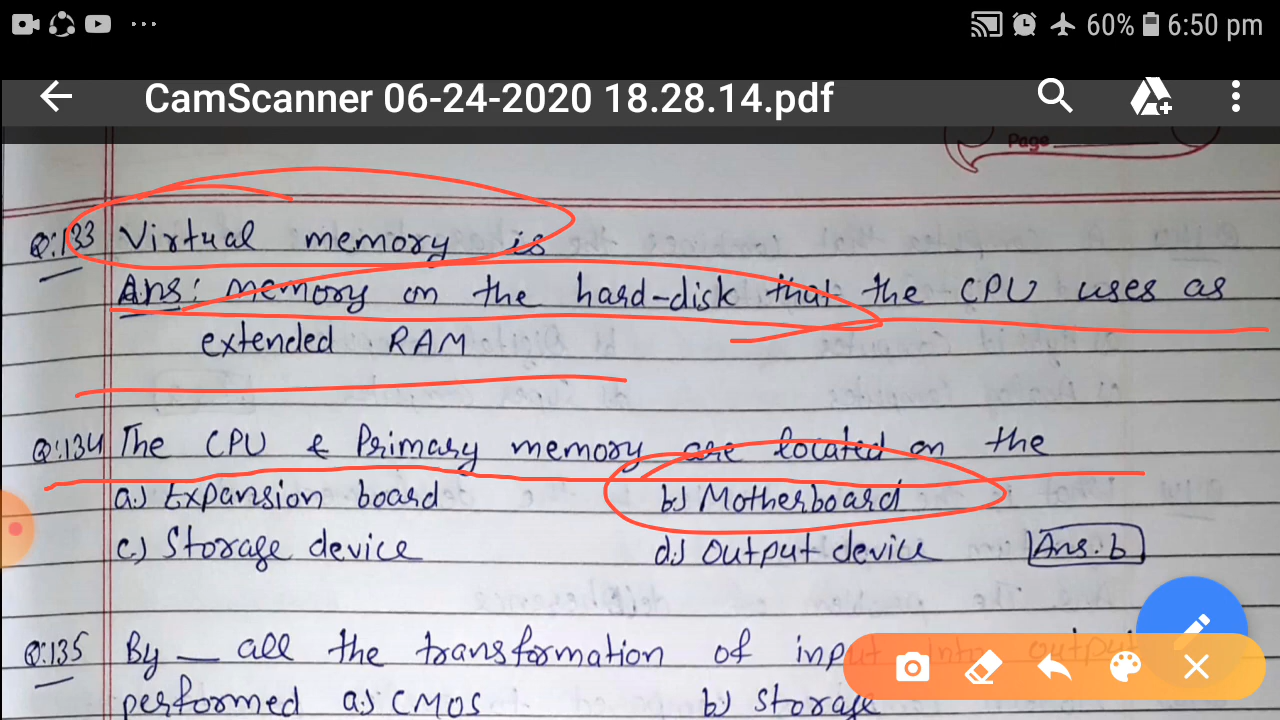 60% 6:50 pm
CamScanner 06-24-2020 18.28.14.pdf
Page
Q:133 Virtual memory is
Ans: memory on the hard-disk that the CPU uses as
extended RAM
Q:134 The CPU & Primary memory are located on the
a.) Expansion board b.) Motherboard
c.) Storage device d.) Output device Ans. b
Q:135 By — all the transformation of input into output
performed a.) CMOS b.) Storage